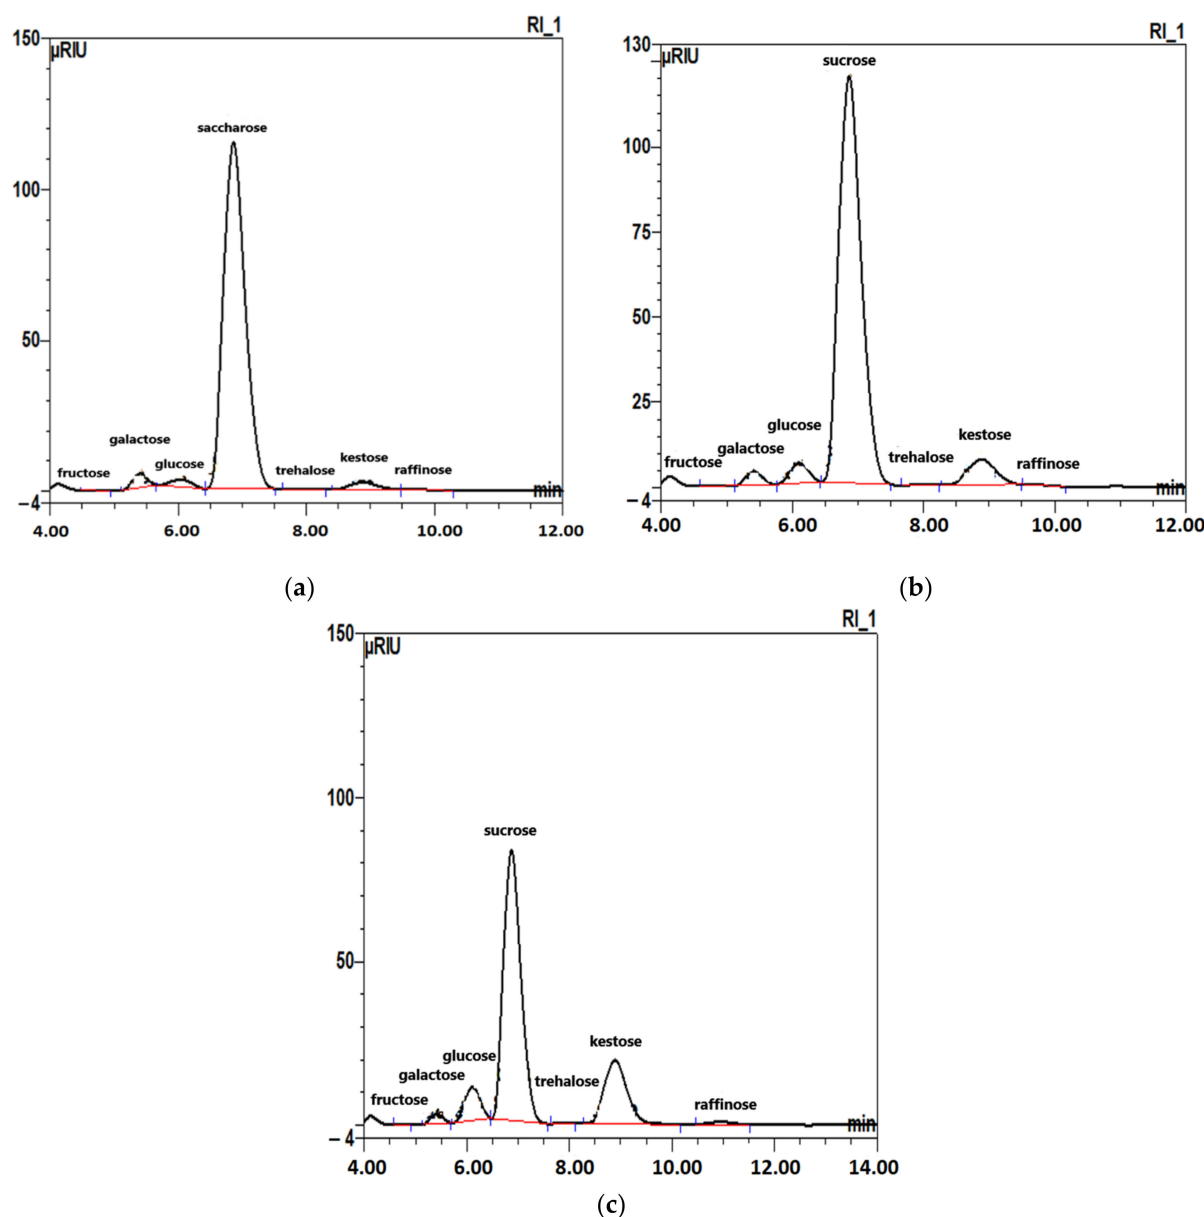 RI_1
150
µRIU
saccharose
100
50
galactose
fructose
glucose
trehalose
kestose
raffinose
min
–4
4.00 6.00 8.00 10.00 12.00
(a)
RI_1
130
µRIU
sucrose
100
75
50
25
glucose
galactose
fructose
trehalose
kestose
raffinose
min
–4
4.00 6.00 8.00 10.00 12.00
(b)
RI_1
150
µRIU
100
sucrose
50
kestose
glucose
galactose
trehalose
fructose
raffinose
min
–4
4.00 6.00 8.00 10.00 12.00 14.00
(c)